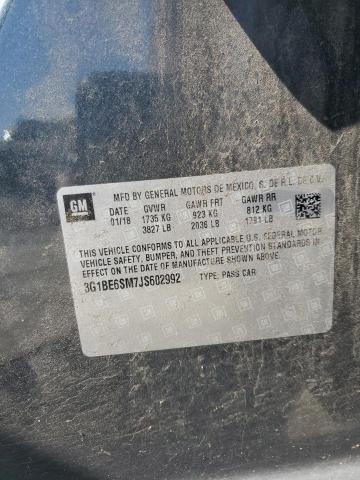 GM
MFD BY GENERAL MOTORS DE MEXICO, S. DE R.L. DE C.V.
DATE GVWR GAWR FRT GAWR RR
01/18 1735 KG 923 KG 812 KG
3827 LB 2036 LB 1791 LB
THIS VEHICLE CONFORMS TO ALL APPLICABLE U.S. FEDERAL MOTOR
VEHICLE SAFETY, BUMPER, AND THEFT PREVENTION STANDARDS IN
EFFECT ON THE DATE OF MANUFACTURE SHOWN ABOVE.
3G1BE6SM7JS602992 TYPE: PASS CAR